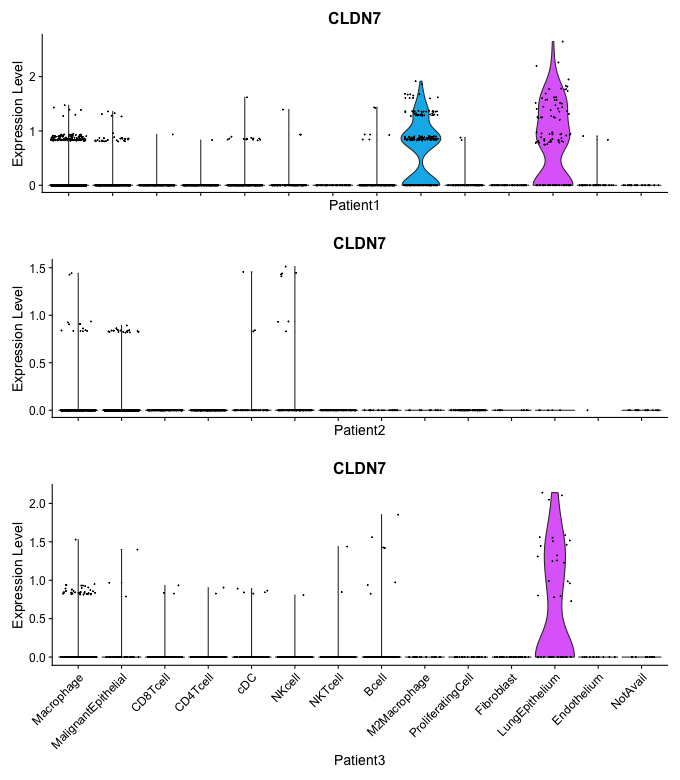 CLDN7
Expression Level
2
1
0
Patient1
CLDN7
Expression Level
1.5
1.0
0.5
0.0
Patient2
CLDN7
Expression Level
2.0
1.5
1.0
0.5
0.0
Macrophage
MalignantEpithelial
CD8Tcell
CD4Tcell
cDC
NKcell
NKTcell
Bcell
M2Macrophage
ProliferatingCell
Fibroblast
LungEpithelium
Endothelium
NotAvail
Patient3